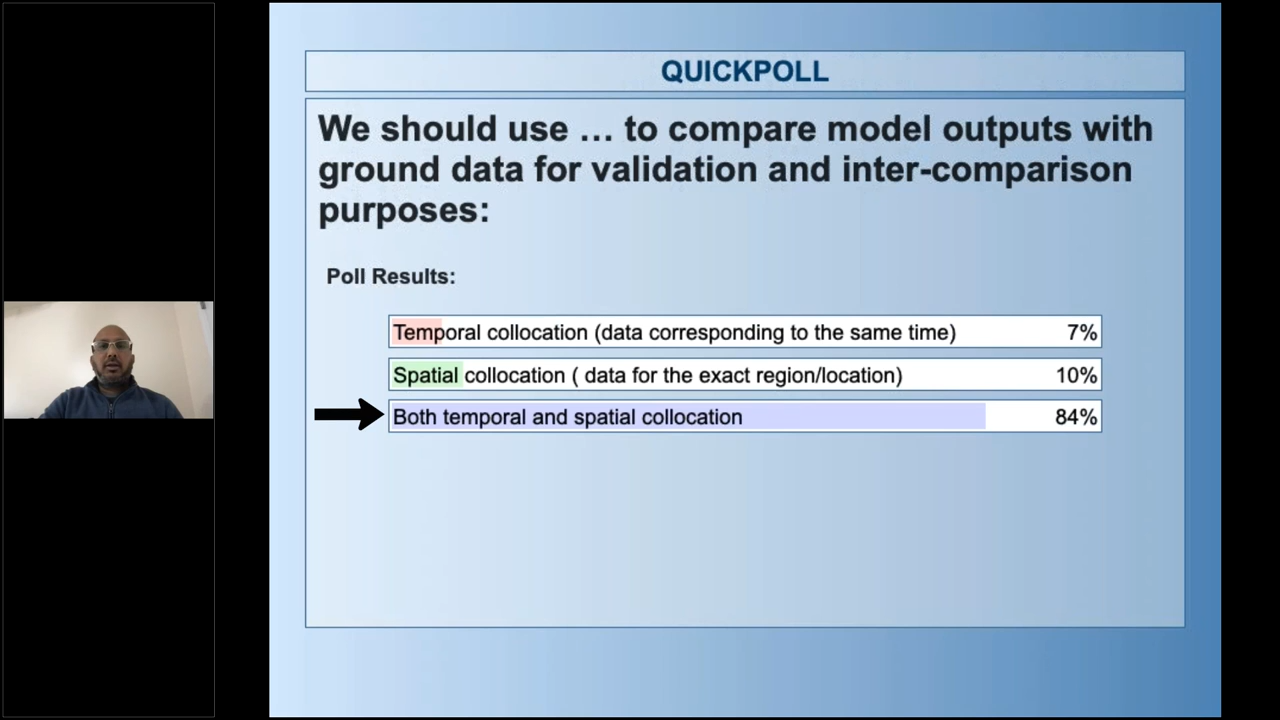 QUICKPOLL
We should use ... to compare model outputs with
ground data for validation and inter-comparison
purposes:
Poll Results:
Temporal collocation (data corresponding to the same time) 7%
Spatial collocation ( data for the exact region/location) 10%
Both temporal and spatial collocation 84%